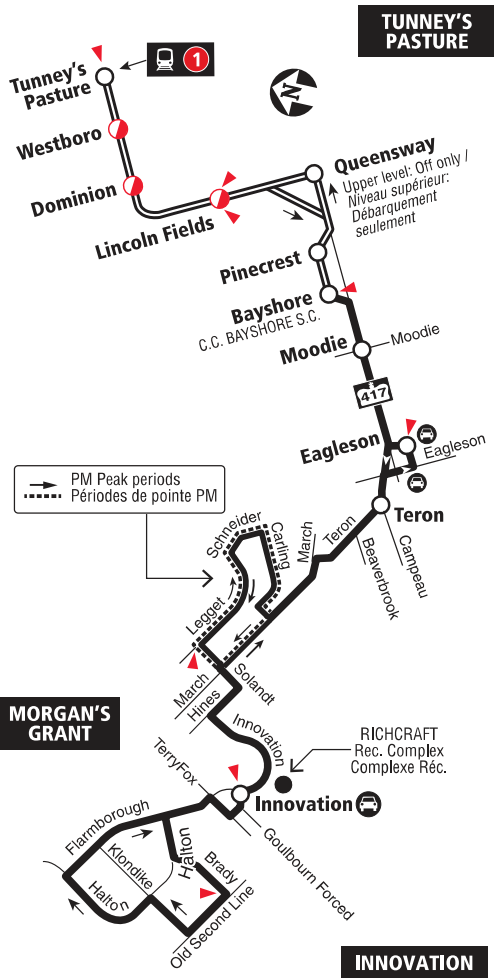 TUNNEY'S
PASTURE
Tunney's
Pasture
1
Westboro
N
Dominion
Lincoln Fields
Queensway
Upper level: Off only /
Niveau supérieur:
Débarquement
seulement
Pinecrest
Bayshore
C.C. BAYSHORE S.C.
Moodie
Moodie
417
Eagleson
Eagleson
PM Peak periods
Périodes de pointe PM
Teron
Schneider
Carling
March
Teron
Beaverbrook
Campeau
Legget
March
Hines
Solandt
MORGAN'S
GRANT
Innovation
RICHCRAFT
Rec. Complex
Complexe Réc.
TerryFox
Innovation
Flarmborough
Goulbourn Forced
Klondike
Halton
Halton
Brady
Old Second Line
INNOVATION